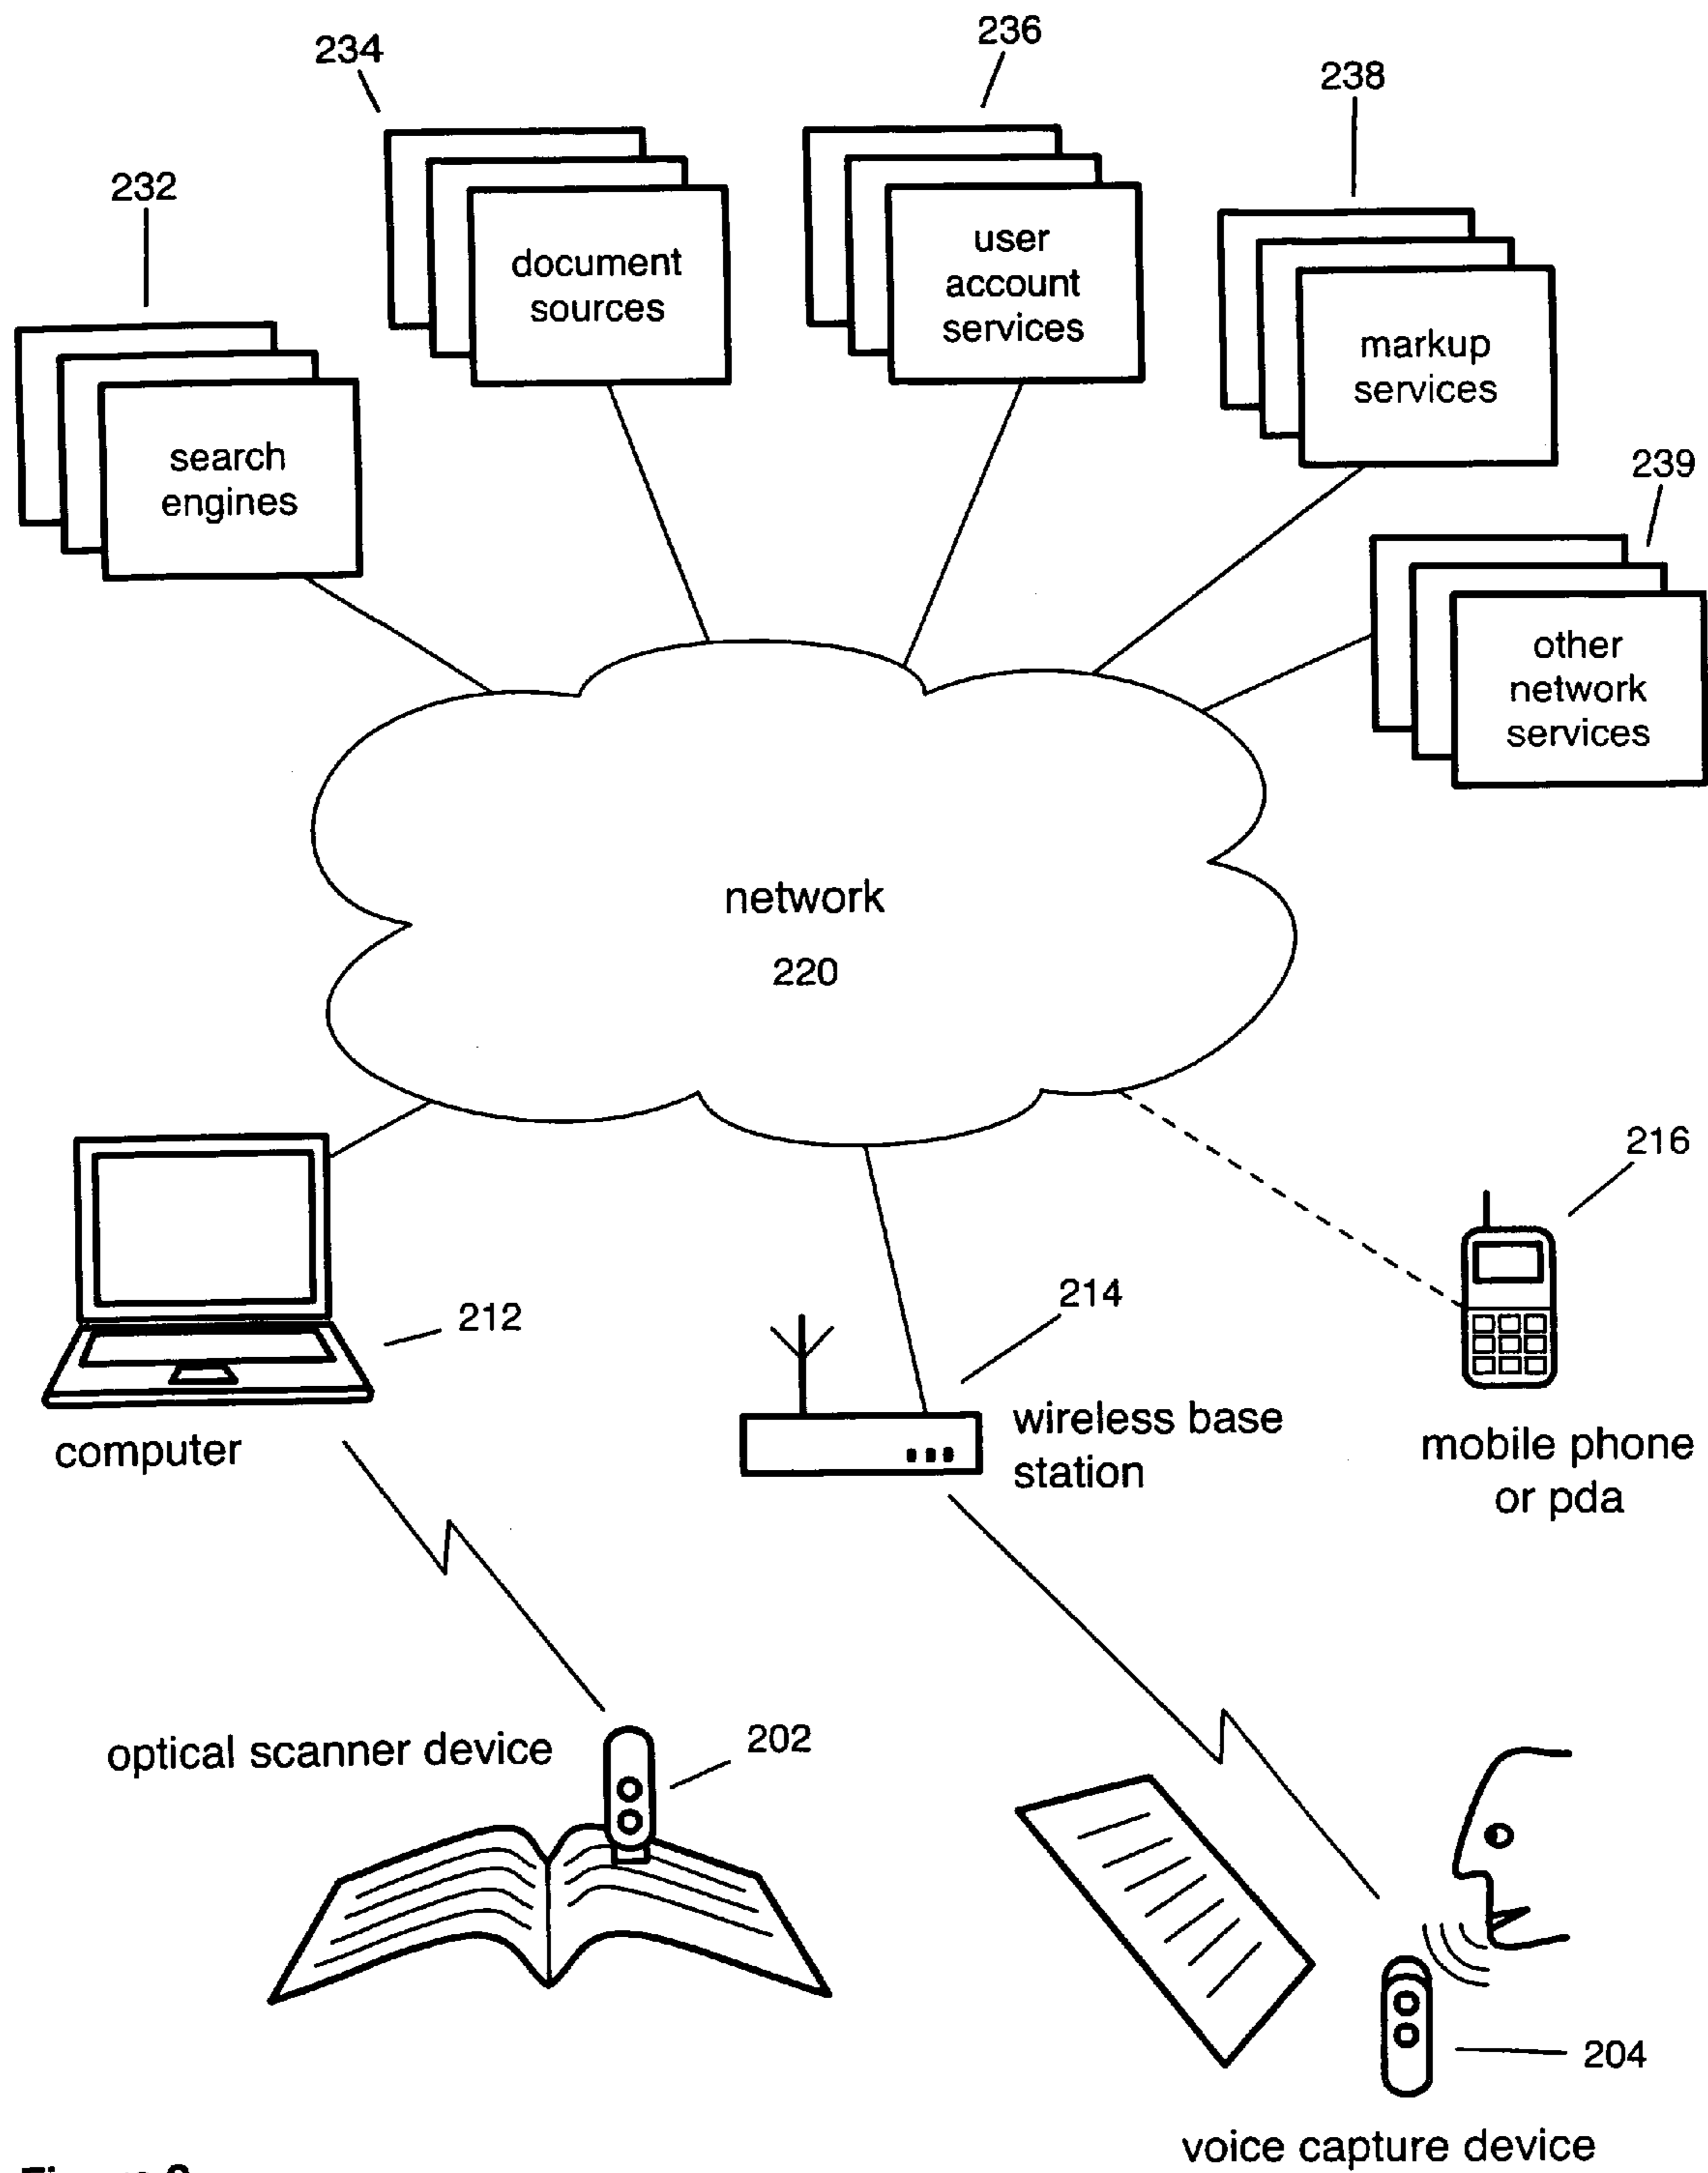 234
236
238
232
document
sources
user
account
services
markup
services
search
engines
239
other
network
services
network
220
216
212
214
computer
wireless base
station
mobile phone
or pda
optical scanner device
202
204
voice capture device